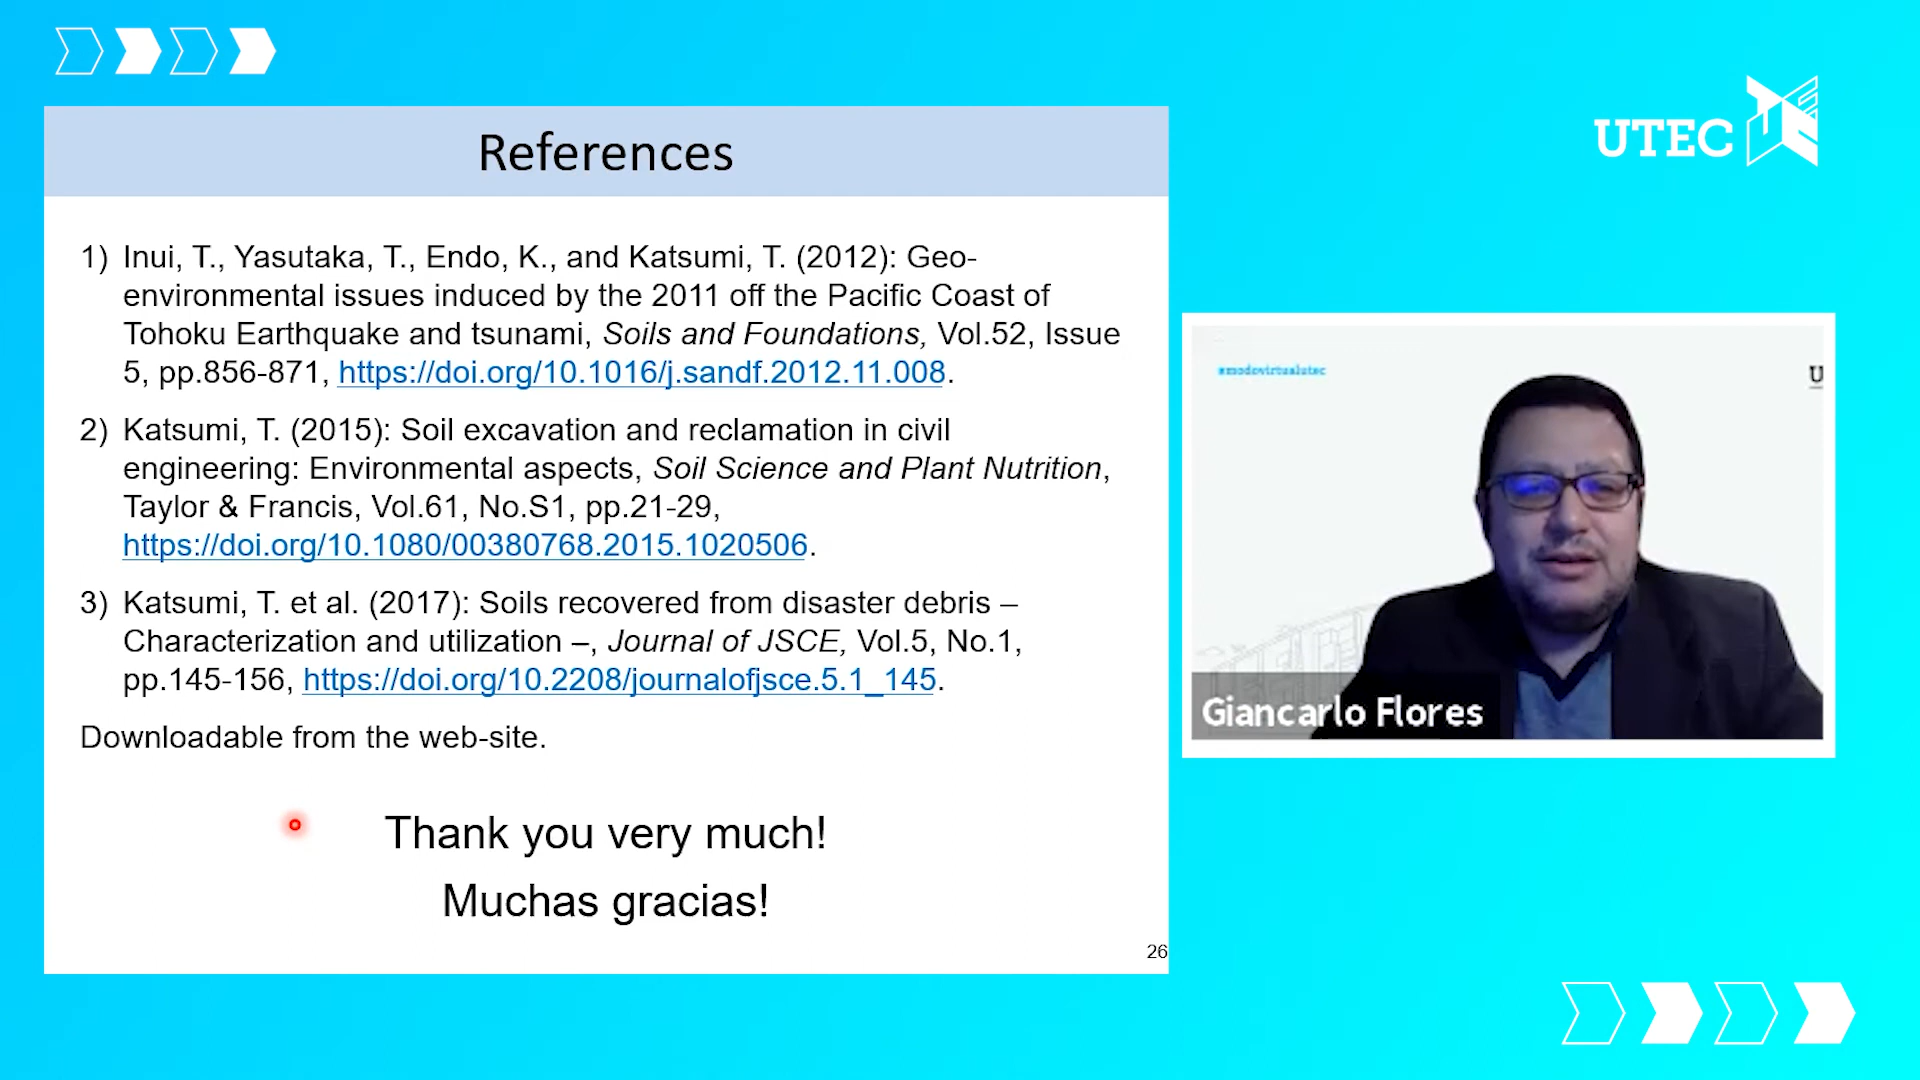 References
1) Inui, T., Yasutaka, T., Endo, K., and Katsumi, T. (2012): Geo-
environmental issues induced by the 2011 off the Pacific Coast of
Tohoku Earthquake and tsunami, Soils and Foundations, Vol.52, Issue
5, pp.856-871, https://doi.org/10.1016/j.sandf.2012.11.008.
2) Katsumi, T. (2015): Soil excavation and reclamation in civil
engineering: Environmental aspects, Soil Science and Plant Nutrition,
Taylor & Francis, Vol.61, No.S1, pp.21-29,
https://doi.org/10.1080/00380768.2015.1020506.
3) Katsumi, T. et al. (2017): Soils recovered from disaster debris –
Characterization and utilization –, Journal of JSCE, Vol.5, No.1,
pp.145-156, https://doi.org/10.2208/journalofjsce.5.1_145.
Downloadable from the web-site.
Thank you very much!
Muchas gracias!
26
UTEC
#modovirtualutec
U
Giancarlo Flores